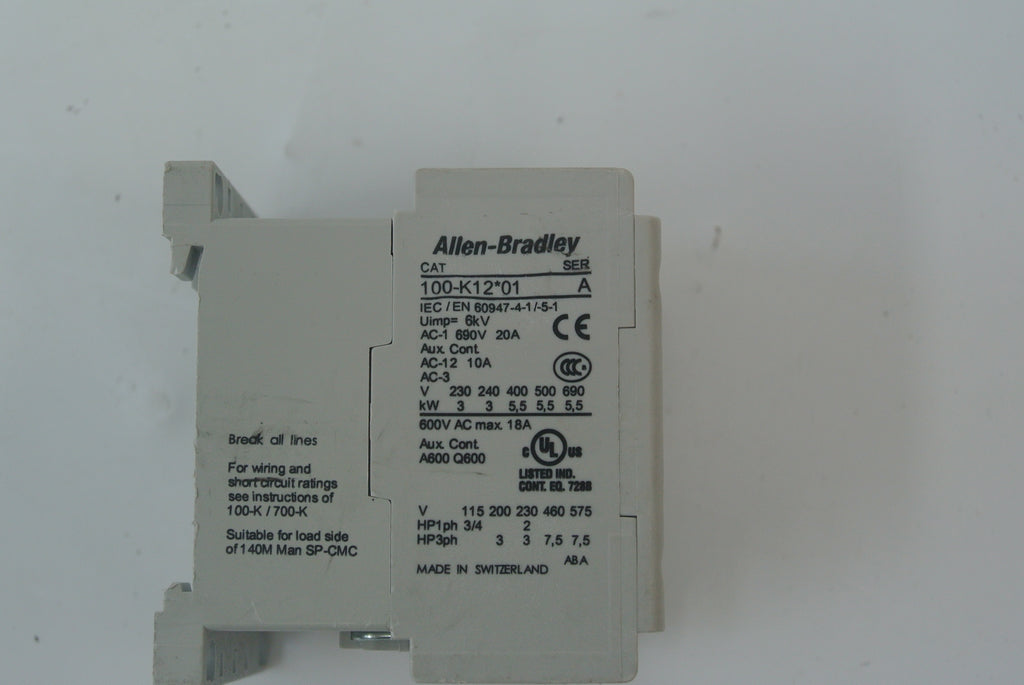 Allen-Bradley
CAT SER
100-K12*01 A
IEC / EN 60947-4-1/-5-1
Uimp= 6kV
AC-1 690V 20A
CE
Aux. Cont.
AC-12 10A
CCC
AC-3
V 230 240 400 500 690
kW 3 3 5,5 5,5 5,5
600V AC max. 18A
Aux. Cont.
A600 Q600
c UL us
LISTED IND.
CONT. EQ. 728B
V 115 200 230 460 575
HP1ph 3/4 2
HP3ph 3 3 7,5 7,5
ABA
MADE IN SWITZERLAND
Break all lines
For wiring and
short circuit ratings
see instructions of
100-K / 700-K
Suitable for load side
of 140M Man SP-CMC